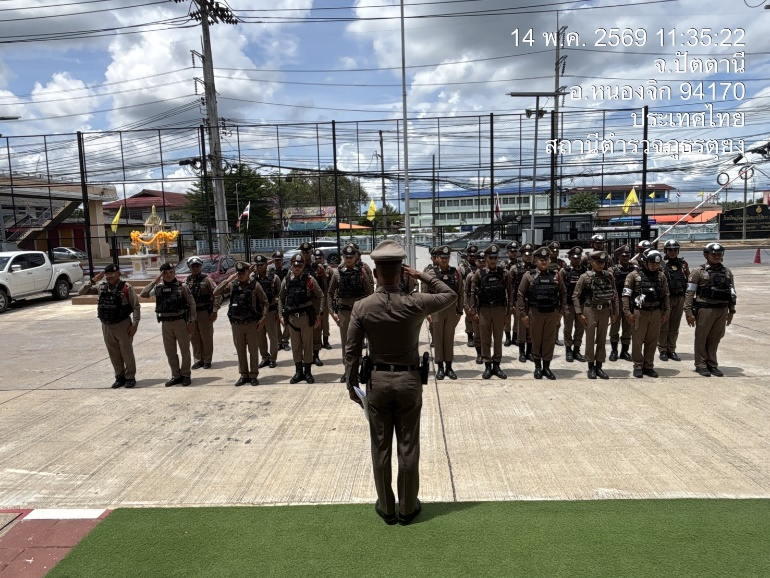 14 พ.ค. 2569 11:35:22
จ.ปัตตานี
อ.หนองจิก 94170
ประเทศไทย
สถานีตำรวจภูธรตุยง